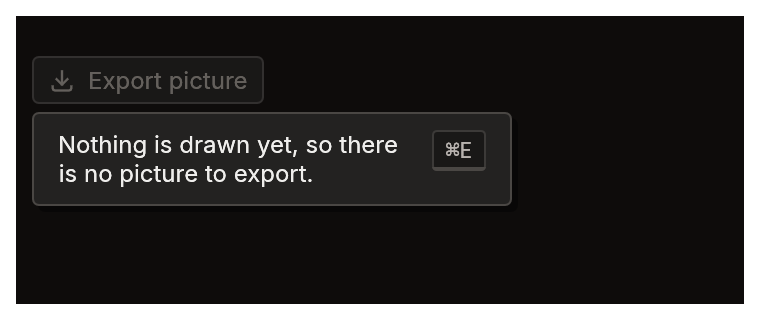 Export picture
Nothing is drawn yet, so there
is no picture to export.
⌘E